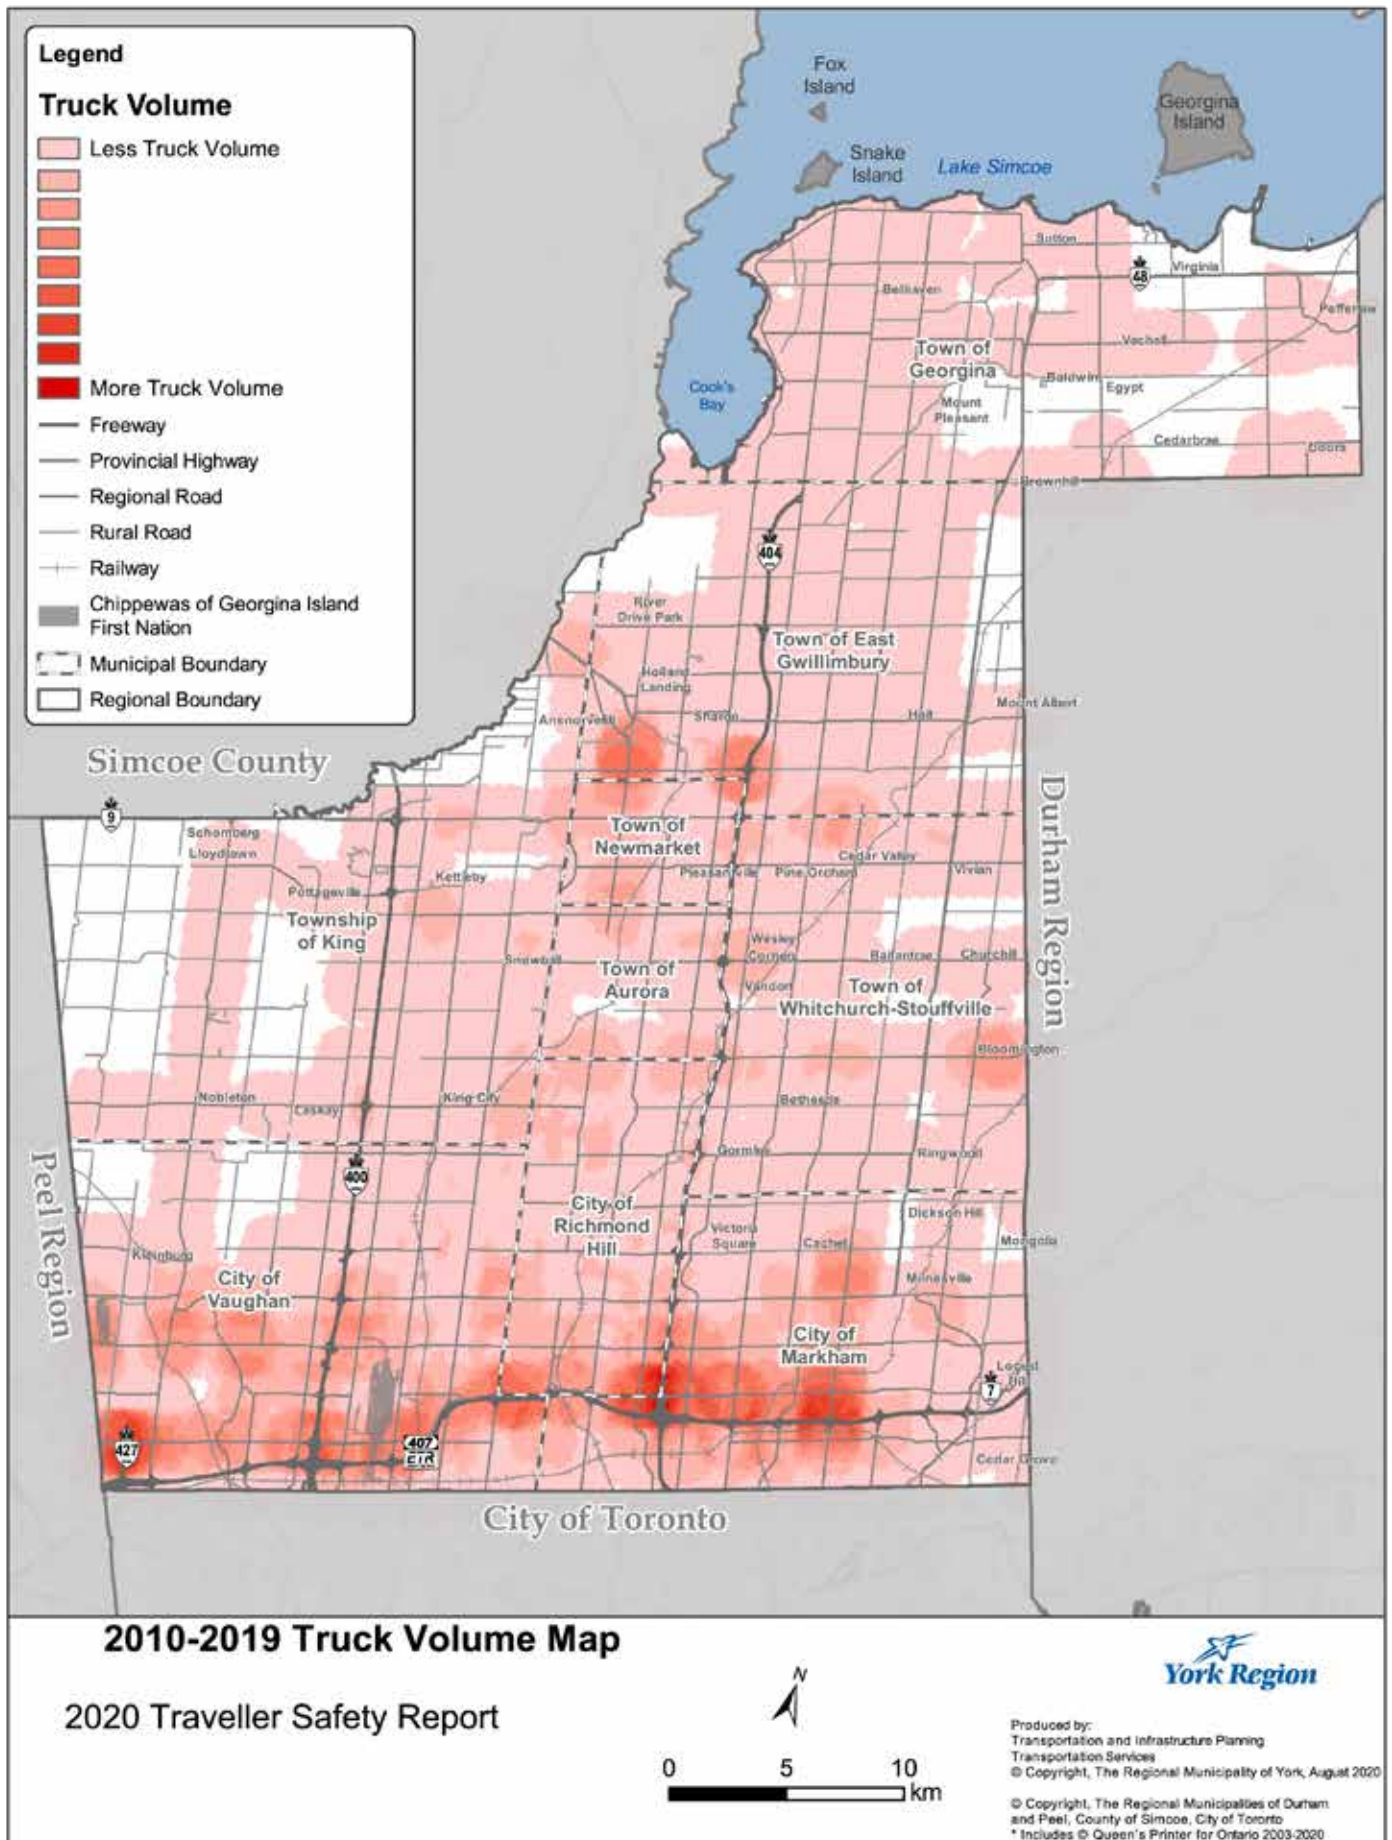 Legend
Truck Volume
Less Truck Volume
More Truck Volume
Freeway
Provincial Highway
Regional Road
Rural Road
Railway
Chippewas of Georgina Island
First Nation
Municipal Boundary
Regional Boundary
Fox
Island
Snake
Island
Lake Simcoe
Georgina
Island
Sutton
48
Virginia
Belhaven
Pefferlaw
Town of
Georgina
Vachell
Cook's
Bay
Baldwin
Egypt
Mount
Pleasant
Cedarbrae
Udora
Brownhill
404
River
Drive Park
Town of East
Gwillimbury
Holland
Landing
Mount Albert
Ansnorveldt
Sharon
Holt
Simcoe County
9
Durham Region
Schomberg
Lloydtown
Town of
Newmarket
Cedar Valley
Kettleby
Pleasantville
Pine Orchard
Vivian
Pottageville
Township
of King
Wesley
Corners
Snowball
Ballantrae
Churchill
Town of
Aurora
Vandorf
Town of
Whitchurch-Stouffville
Bloomington
Nobleton
Laskay
King City
Bethesda
Peel Region
400
Gormley
Ringwood
City of
Richmond
Hill
Dickson Hill
Victoria
Square
Cachet
Mongolia
Kleinburg
City of
Vaughan
Milnesville
City of
Markham
Locust
Hill
7
427
407
ETR
Cedar Grove
City of Toronto
2010-2019 Truck Volume Map
2020 Traveller Safety Report
N
0 5 10
km
York Region
Produced by:
Transportation and Infrastructure Planning
Transportation Services
© Copyright, The Regional Municipality of York, August 2020
© Copyright, The Regional Municipalities of Durham
and Peel, County of Simcoe, City of Toronto
* Includes © Queen's Printer for Ontario 2003-2020